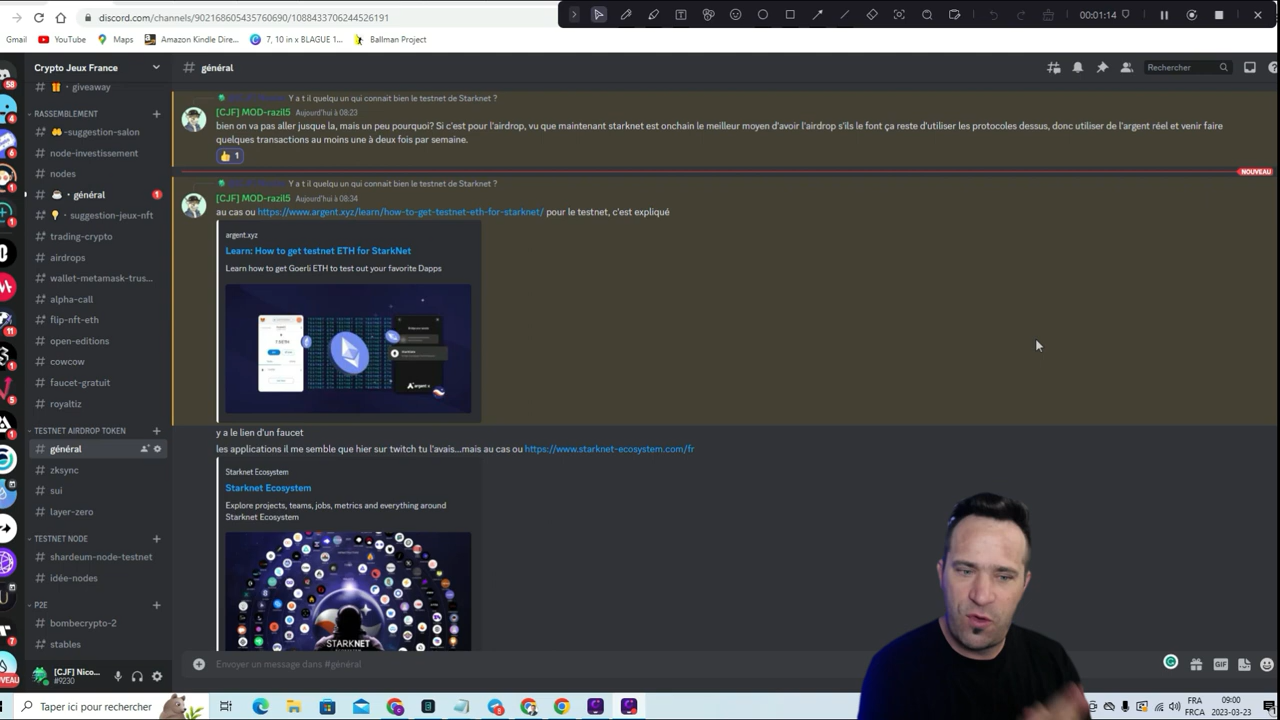 discord.com/channels/902168605435760690/1088433706244526191
00:01:14
Gmail
YouTube
Maps
Amazon Kindle Dire...
7, 10 in x BLAGUE 1...
Ballman Project
Crypto Jeux France
général
Rechercher
giveaway
RASSEMBLEMENT
-suggestion-salon
node-investissement
nodes
général
1
suggestion-jeux-nft
trading-crypto
airdrops
wallet-metamask-trus...
alpha-call
flip-nft-eth
open-editions
cowcow
faucet-gratuit
royaltiz
TESTNET AIRDROP TOKEN
général
zksync
sui
layer-zero
TESTNET NODE
shardeum-node-testnet
idée-nodes
P2E
bombecrypto-2
stables
[CJF] Nico...
#9230
Y a t il quelqu un qui connait bien le testnet de Starknet ?
[CJF] MOD-razil5 Aujourd'hui à 08:23
bien on va pas aller jusque la, mais un peu pourquoi? Si c'est pour l'airdrop, vu que maintenant starknet est onchain le meilleur moyen d'avoir l'airdrop s'ils le font ça reste d'utiliser les protocoles dessus, donc utiliser de l'argent réel et venir faire
quelques transactions au moins une à deux fois par semaine.
1
NOUVEAU
Y a t il quelqu un qui connait bien le testnet de Starknet ?
[CJF] MOD-razil5 Aujourd'hui à 08:34
au cas ou https://www.argent.xyz/learn/how-to-get-testnet-eth-for-starknet/ pour le testnet, c'est expliqué
argent.xyz
Learn: How to get testnet ETH for StarkNet
Learn how to get Goerli ETH to test out your favorite Dapps
argent x
y a le lien d'un faucet
les applications il me semble que hier sur twitch tu l'avais...mais au cas ou https://www.starknet-ecosystem.com/fr
Starknet Ecosystem
Starknet Ecosystem
Explore projects, teams, jobs, metrics and everything around
Starknet Ecosystem
STARKNET
Envoyer un message dans #général
GIF
Taper ici pour rechercher
FRA
FRCA
09:00
2023-03-23